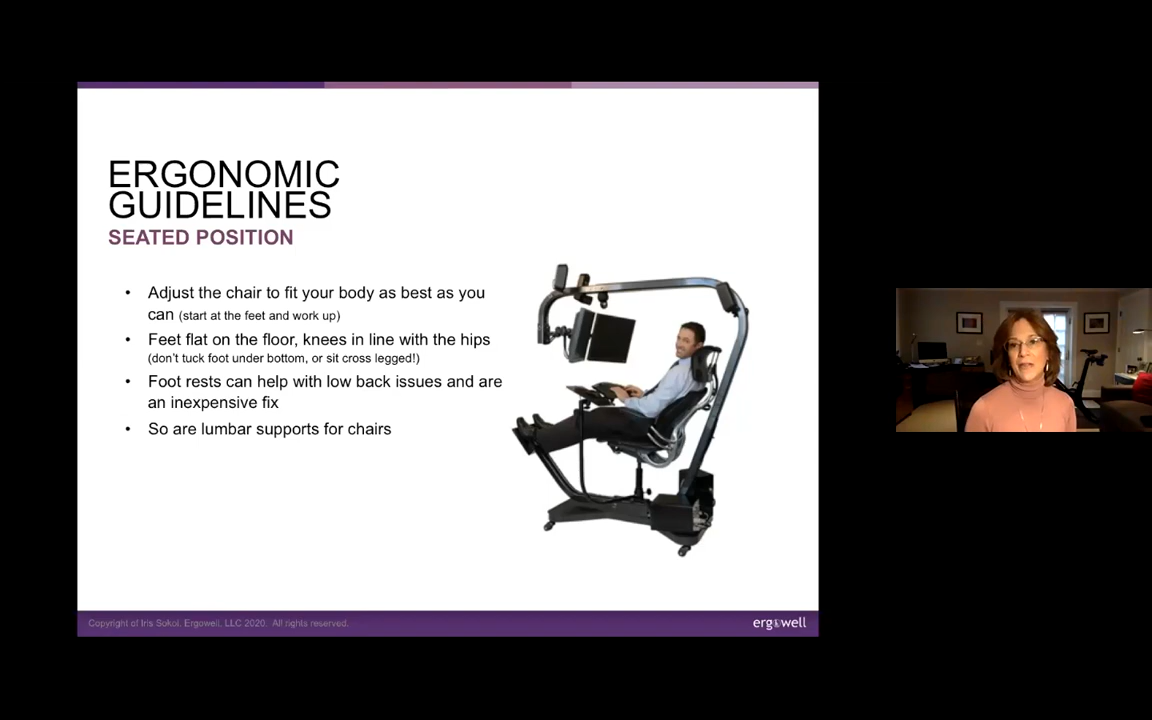 ERGONOMIC
GUIDELINES
SEATED POSITION
• Adjust the chair to fit your body as best as you
can (start at the feet and work up)
• Feet flat on the floor, knees in line with the hips
(don't tuck foot under bottom, or sit cross legged!)
• Foot rests can help with low back issues and are
an inexpensive fix
• So are lumbar supports for chairs
Copyright of Iris Sokol, Ergowell, LLC 2020. All rights reserved.
ergowell